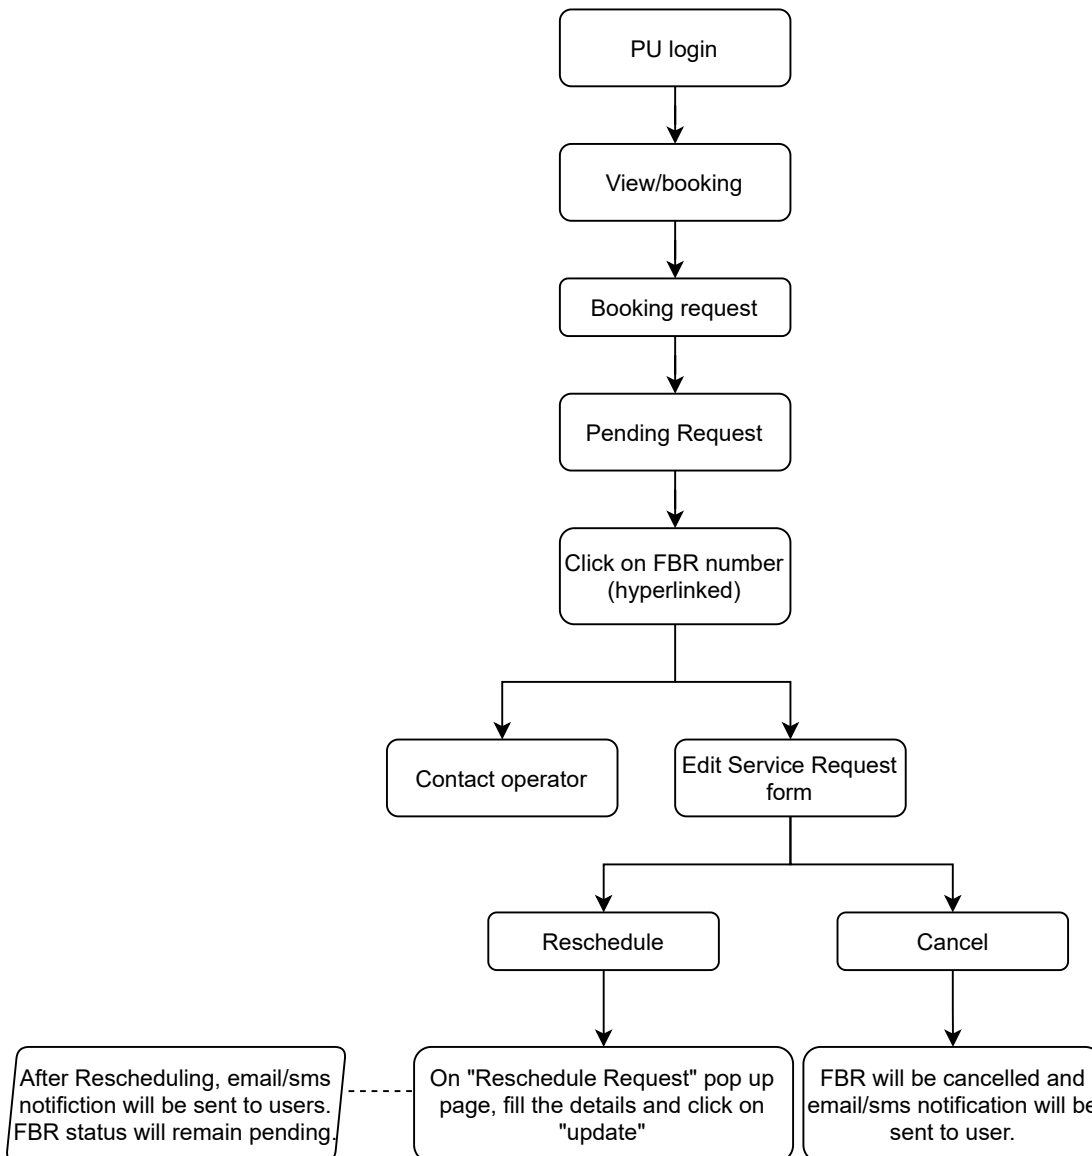 PU login
View/booking
Booking request
Pending Request
Click on FBR number
(hyperlinked)
Contact operator
Edit Service Request
form
Reschedule
Cancel
After Rescheduling, email/sms
notifiction will be sent to users.
FBR status will remain pending.
On "Reschedule Request" pop up
page, fill the details and click on
"update"
FBR will be cancelled and
email/sms notification will be
sent to user.